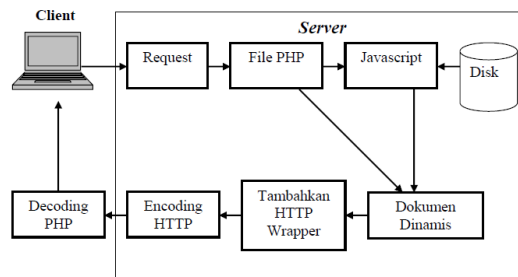 Client
Server
Request
File PHP
Javascript
Disk
Decoding
PHP
Encoding
HTTP
Tambahkan
HTTP
Wrapper
Dokumen
Dinamis